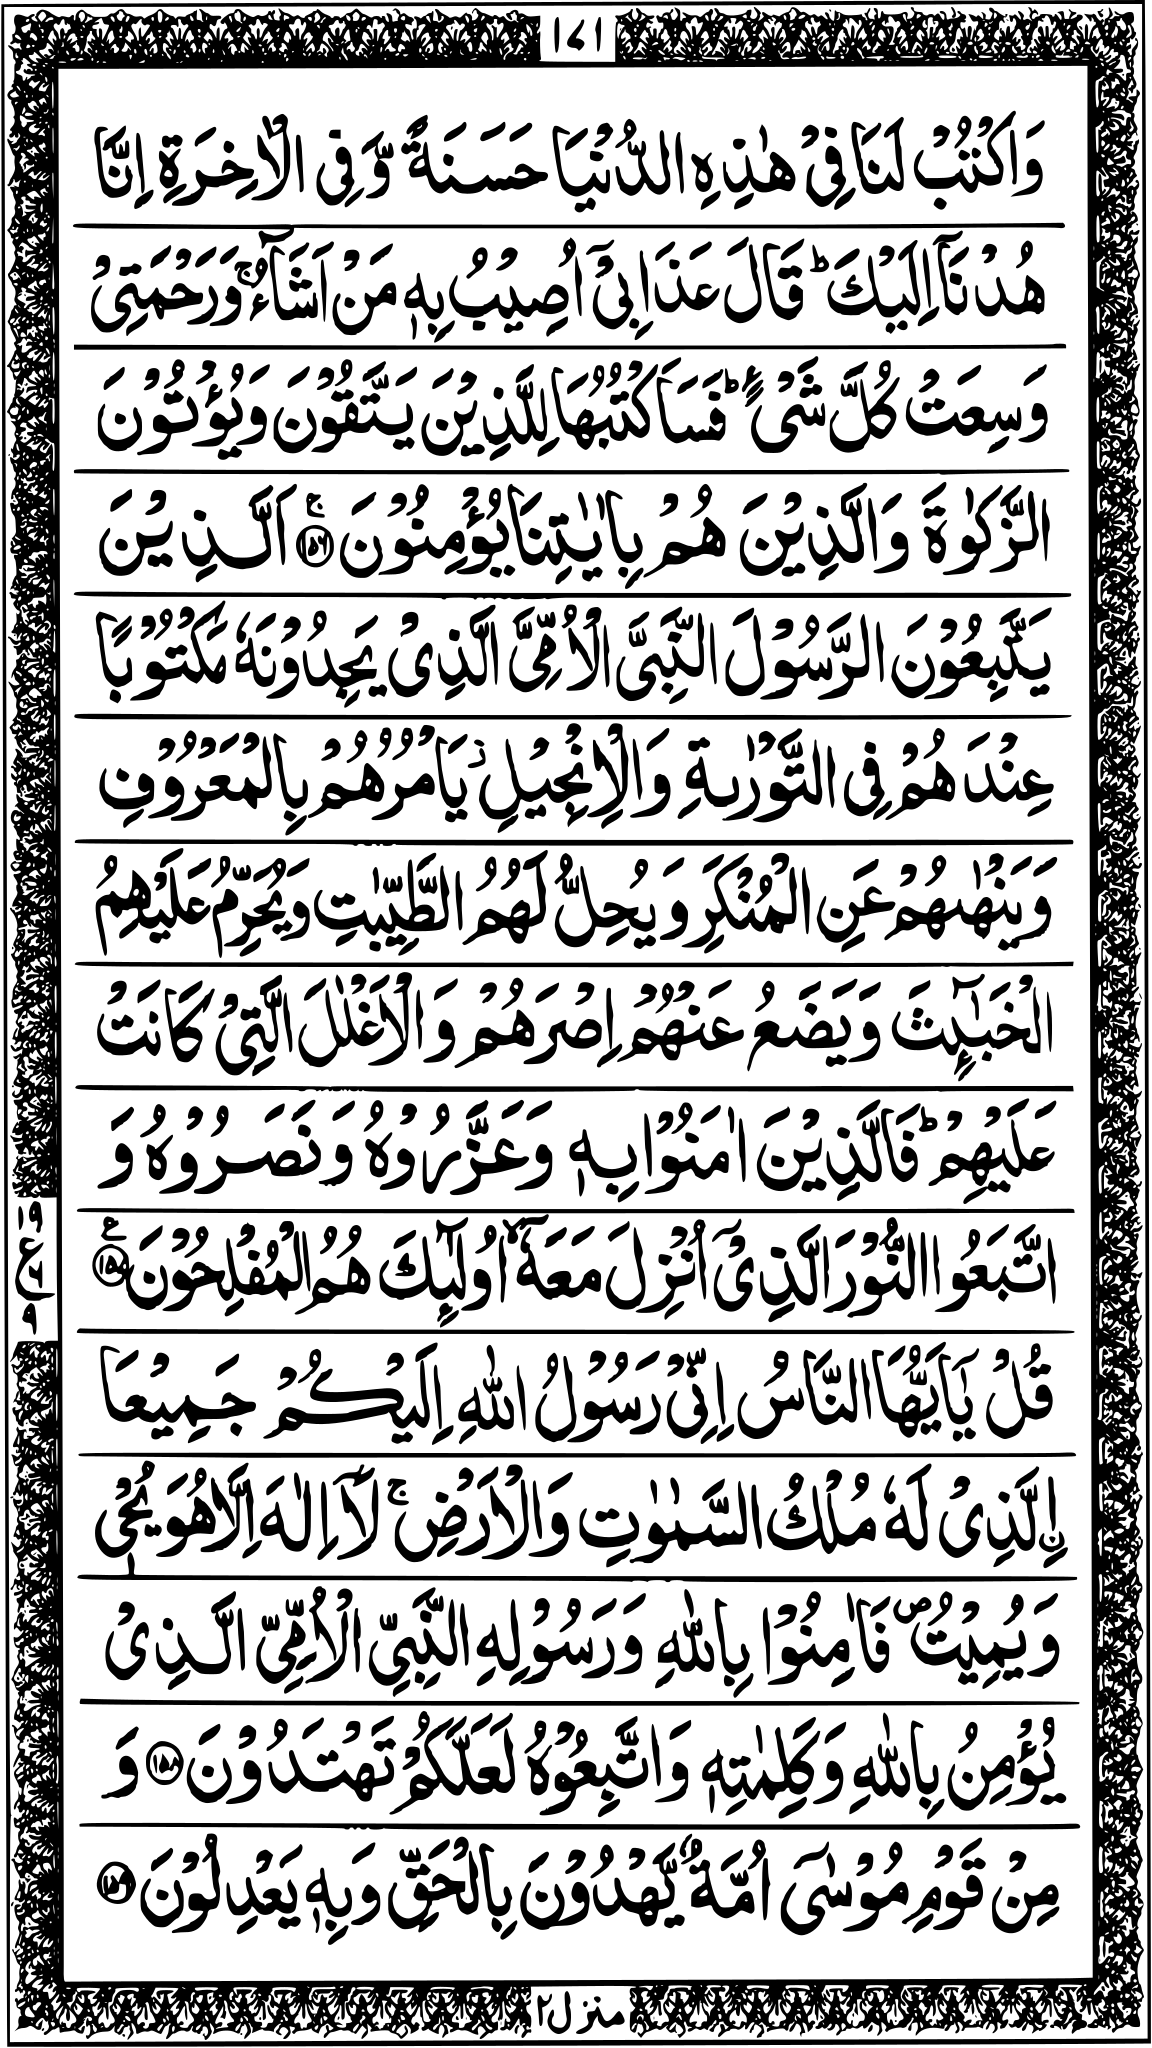 ١٧١
وَاكْتُبْ لَنَا فِیْ هٰذِهِ الدُّنْیَا حَسَنَةً وَّ فِی الْاٰخِرَةِ اِنَّا
هُدْنَاۤ اِلَیْكَ ؕ قَالَ عَذَابِیْۤ اُصِیْبُ بِهٖ مَنْ اَشَآءُ ۚ وَرَحْمَتِیْ
وَسِعَتْ كُلَّ شَیْءٍ ؕ فَسَاَكْتُبُهَا لِلَّذِیْنَ یَتَّقُوْنَ وَیُؤْتُوْنَ
الزَّكٰوةَ وَالَّذِیْنَ هُمْ بِاٰیٰتِنَا یُؤْمِنُوْنَ ۚ ﴿١٥٦﴾ اَلَّذِیْنَ
یَتَّبِعُوْنَ الرَّسُوْلَ النَّبِیَّ الْاُمِّیَّ الَّذِیْ یَجِدُوْنَهٗ مَكْتُوْبًا
عِنْدَهُمْ فِی التَّوْرٰىةِ وَالْاِنْجِیْلِ ؗ یَاْمُرُهُمْ بِالْمَعْرُوْفِ
وَیَنْهٰىهُمْ عَنِ الْمُنْكَرِ وَیُحِلُّ لَهُمُ الطَّیِّبٰتِ وَیُحَرِّمُ عَلَیْهِمُ
الْخَبٰٓىِٕثَ وَیَضَعُ عَنْهُمْ اِصْرَهُمْ وَالْاَغْلٰلَ الَّتِیْ كَانَتْ
عَلَیْهِمْ ؕ فَالَّذِیْنَ اٰمَنُوْا بِهٖ وَعَزَّرُوْهُ وَنَصَرُوْهُ وَ
اتَّبَعُوا النُّوْرَ الَّذِیْۤ اُنْزِلَ مَعَهٗۤ ۙ اُولٰٓىِٕكَ هُمُ الْمُفْلِحُوْنَ ﴿١٥٧﴾ ع
١٩
ع
٦
٩
قُلْ یٰۤاَیُّهَا النَّاسُ اِنِّیْ رَسُوْلُ اللّٰهِ اِلَیْكُمْ جَمِیْعَا
ِ۟الَّذِیْ لَهٗ مُلْكُ السَّمٰوٰتِ وَالْاَرْضِ ۚ لَاۤ اِلٰهَ اِلَّا هُوَ یُحْیٖ
وَیُمِیْتُ ۪ فَاٰمِنُوْا بِاللّٰهِ وَرَسُوْلِهِ النَّبِیِّ الْاُمِّیِّ الَّذِیْ
یُؤْمِنُ بِاللّٰهِ وَكَلِمٰتِهٖ وَاتَّبِعُوْهُ لَعَلَّكُمْ تَهْتَدُوْنَ ﴿١٥٨﴾ وَ
مِنْ قَوْمِ مُوْسٰۤى اُمَّةٌ یَّهْدُوْنَ بِالْحَقِّ وَبِهٖ یَعْدِلُوْنَ ﴿١٥٩﴾
منزل٢